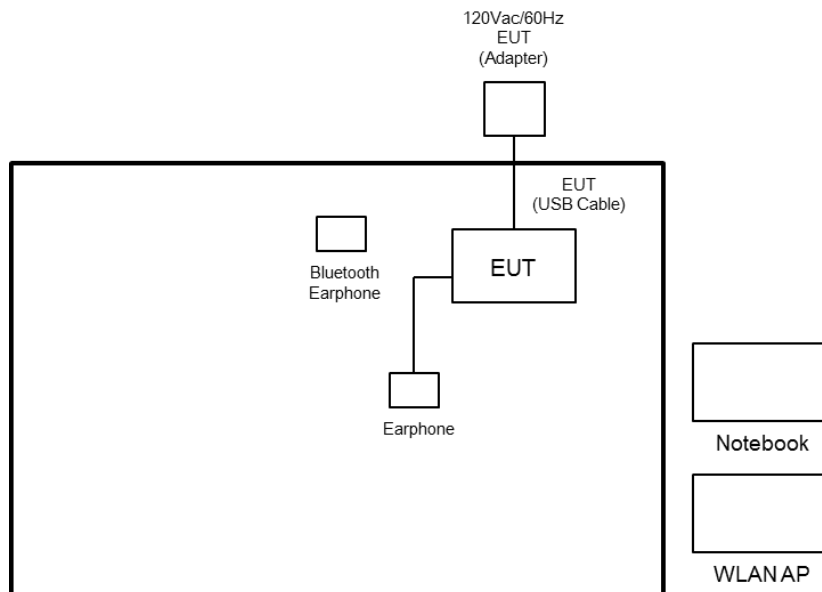 120Vac/60Hz
EUT
(Adapter)
EUT
(USB Cable)
EUT
Bluetooth
Earphone
Earphone
Notebook
WLAN AP